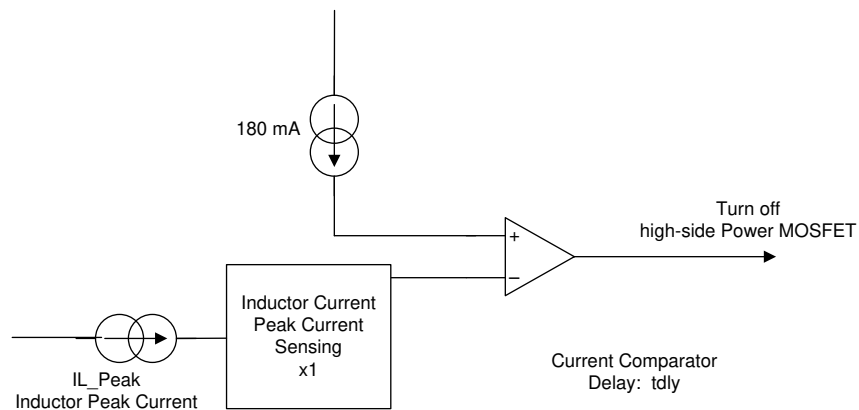 180 mA
+
−
Turn off
high-side Power MOSFET
Inductor Current
Peak Current
Sensing
x1
IL_Peak
Inductor Peak Current
Current Comparator
Delay: tdly